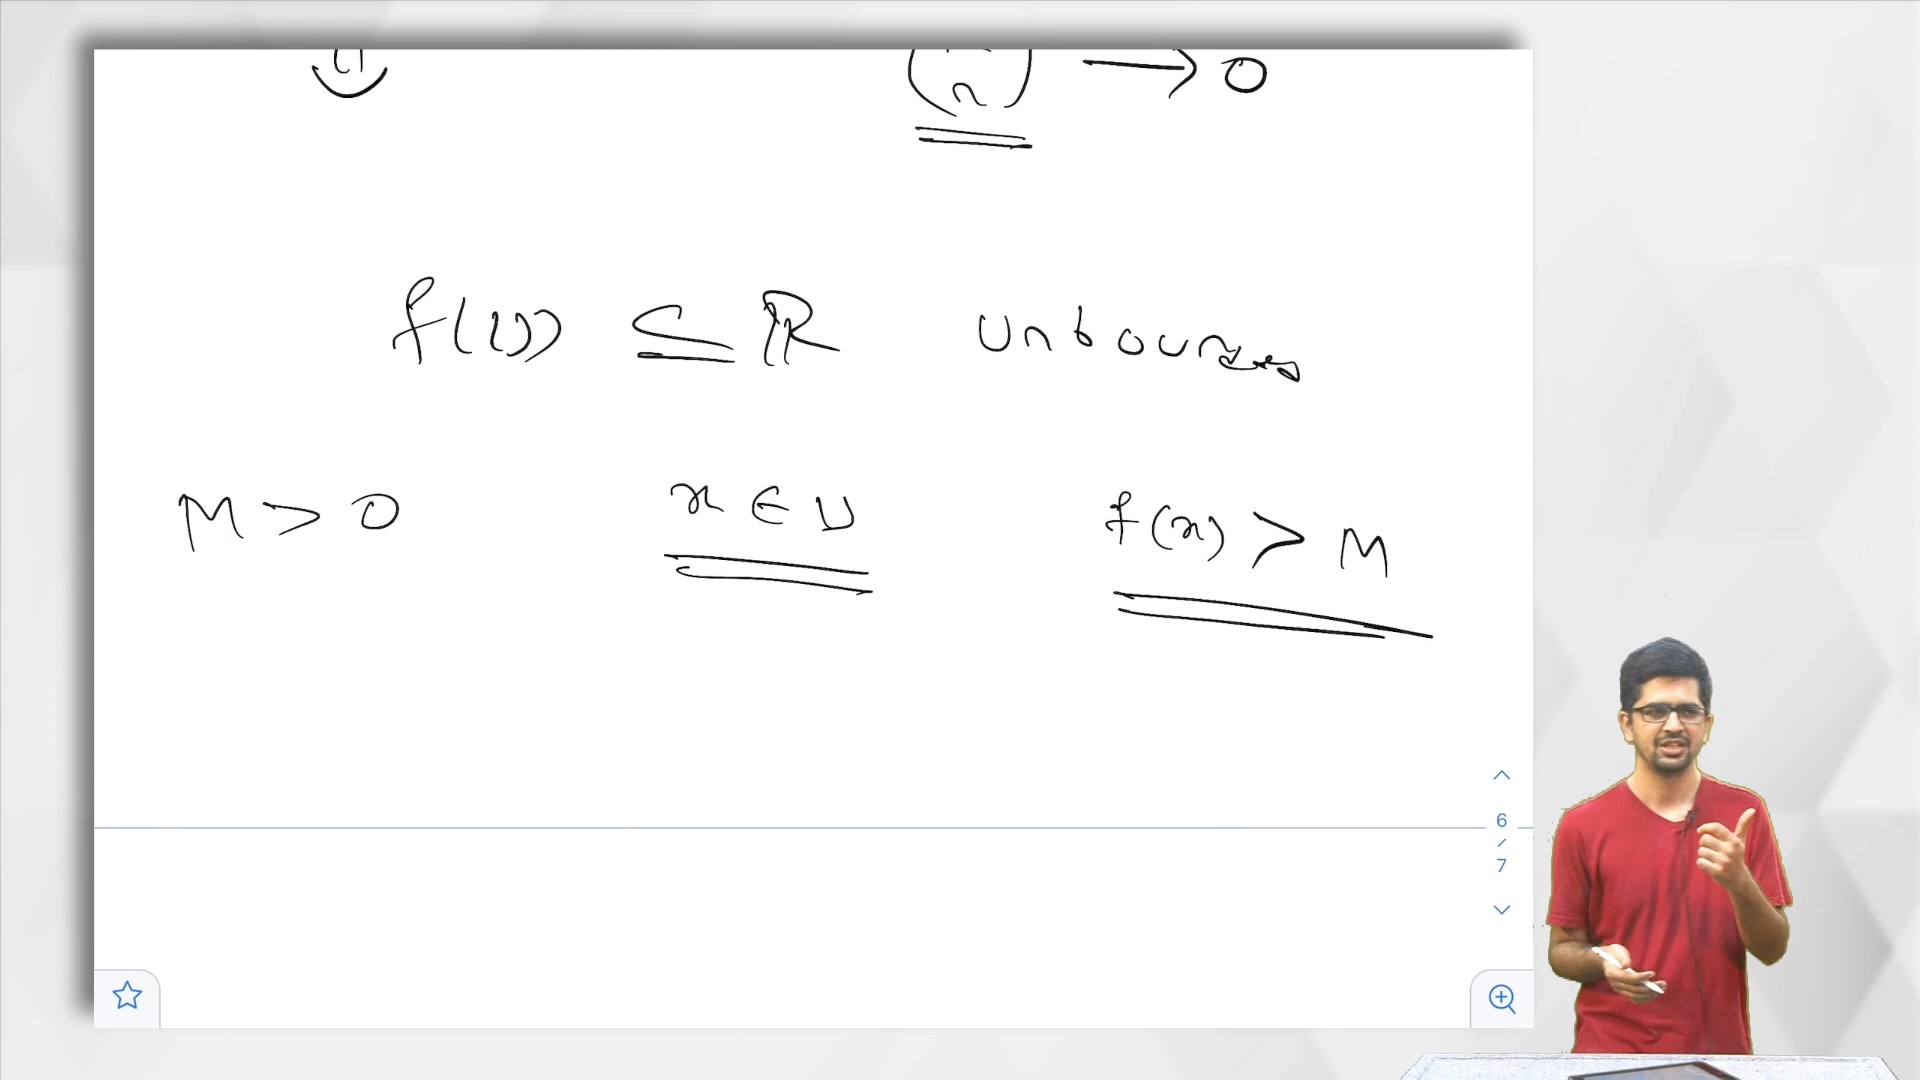 (n) → 0
f(U) ⊆ ℝ unbounded
M > 0 x ∈ U f(x) > M
6
/
7